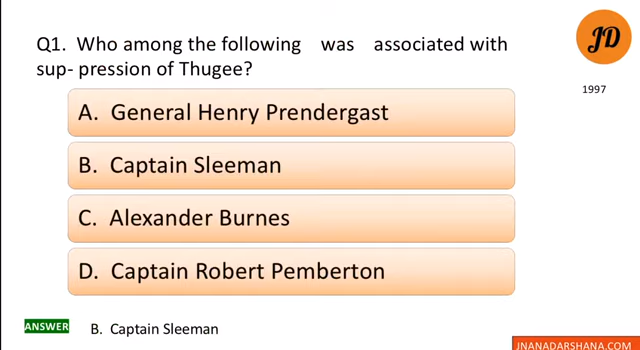 Q1. Who among the following was associated with
sup- pression of Thugee?
JD
1997
A. General Henry Prendergast
B. Captain Sleeman
C. Alexander Burnes
D. Captain Robert Pemberton
ANSWER B. Captain Sleeman
JNANADARSHANA.COM